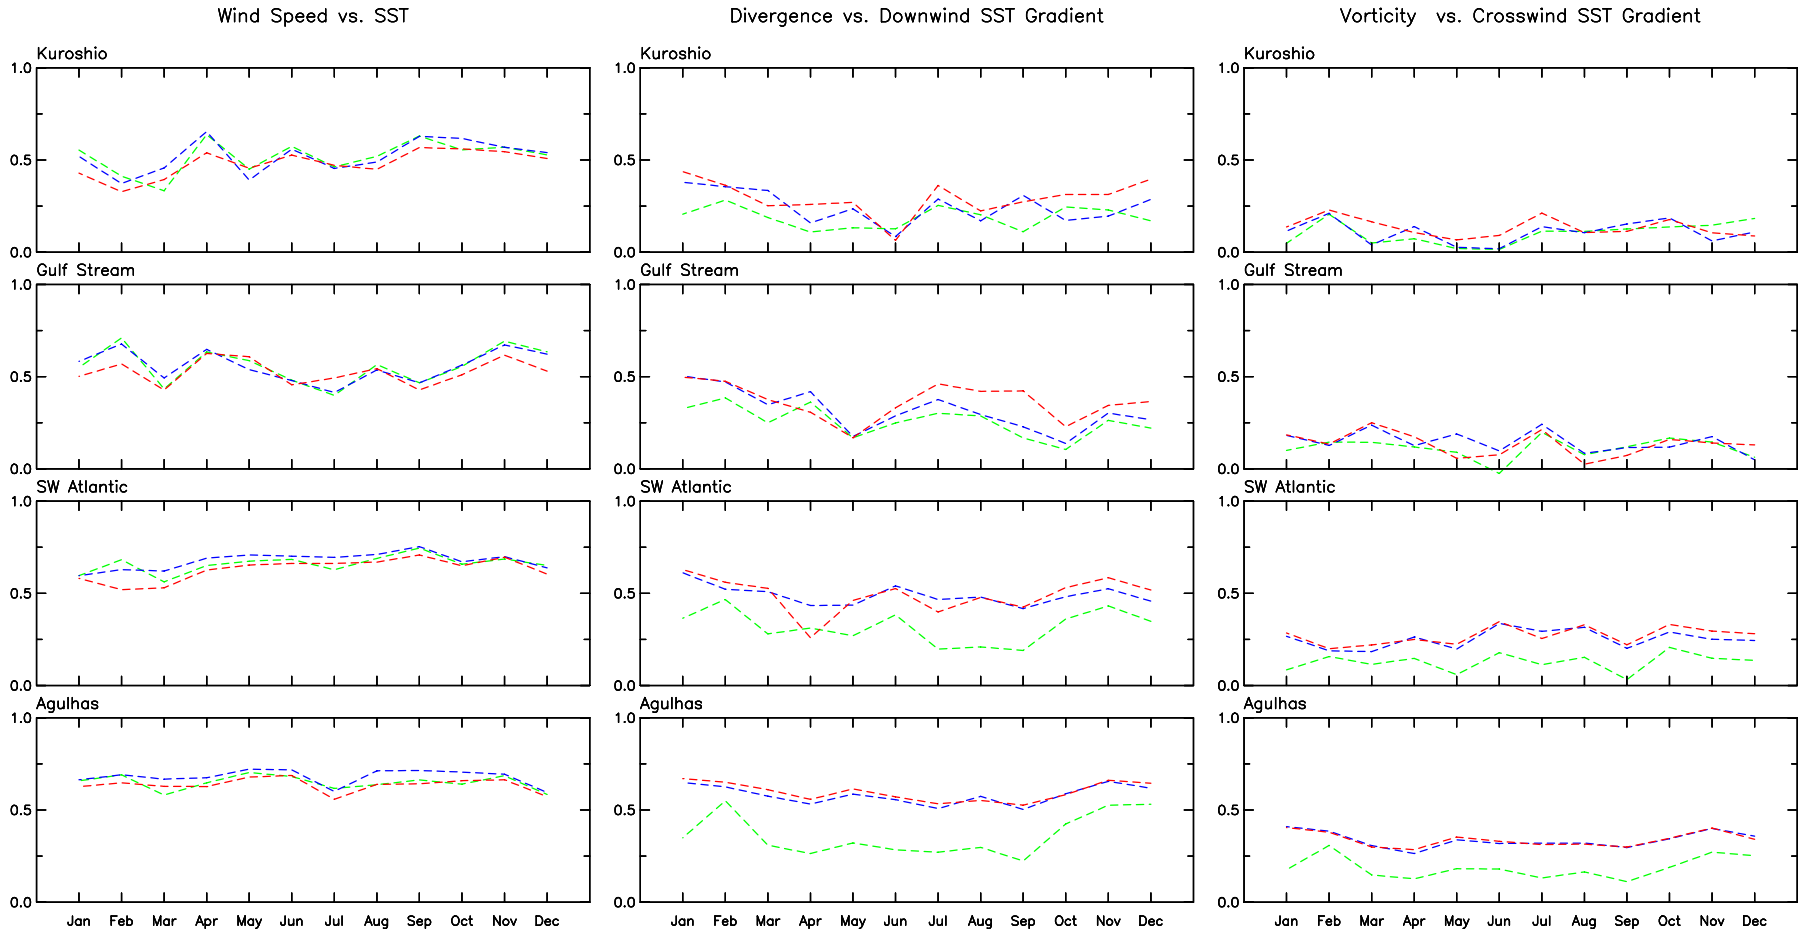 Wind Speed vs. SST
Divergence vs. Downwind SST Gradient
Vorticity vs. Crosswind SST Gradient
Kuroshio
Kuroshio
Kuroshio
1.0
1.0
1.0
0.5
0.5
0.5
0.0
0.0
0.0
Gulf Stream
Gulf Stream
Gulf Stream
1.0
1.0
1.0
0.5
0.5
0.5
0.0
0.0
0.0
SW Atlantic
SW Atlantic
SW Atlantic
1.0
1.0
1.0
0.5
0.5
0.5
0.0
0.0
0.0
Agulhas
Agulhas
Agulhas
1.0
1.0
1.0
0.5
0.5
0.5
0.0
0.0
0.0
Jan Feb Mar Apr May Jun Jul Aug Sep Oct Nov Dec
Jan Feb Mar Apr May Jun Jul Aug Sep Oct Nov Dec
Jan Feb Mar Apr May Jun Jul Aug Sep Oct Nov Dec